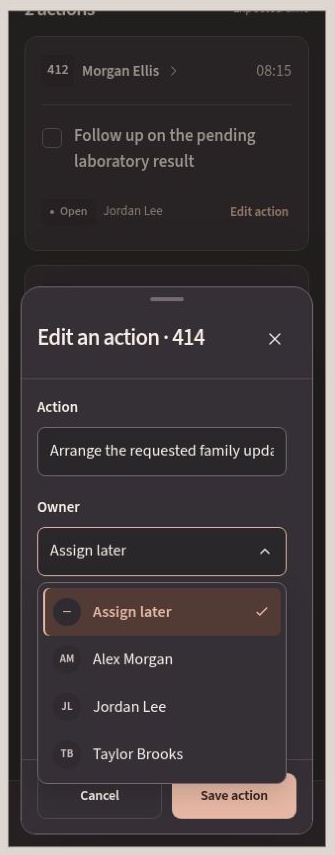 2 actions
412 Morgan Ellis 08:15
Follow up on the pending
laboratory result
Open Jordan Lee Edit action
Edit an action · 414
Action
Arrange the requested family upda
Owner
Assign later
Assign later
AM Alex Morgan
JL Jordan Lee
TB Taylor Brooks
Cancel Save action